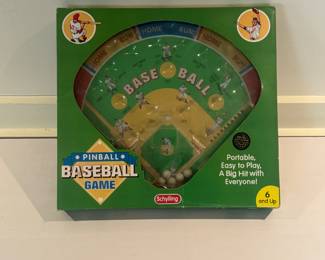 HOME
RUN
BASE BALL
PINBALL
BASEBALL
GAME
Portable,
Easy to Play,
A Big Hit with
Everyone!
Schylling
6
and Up